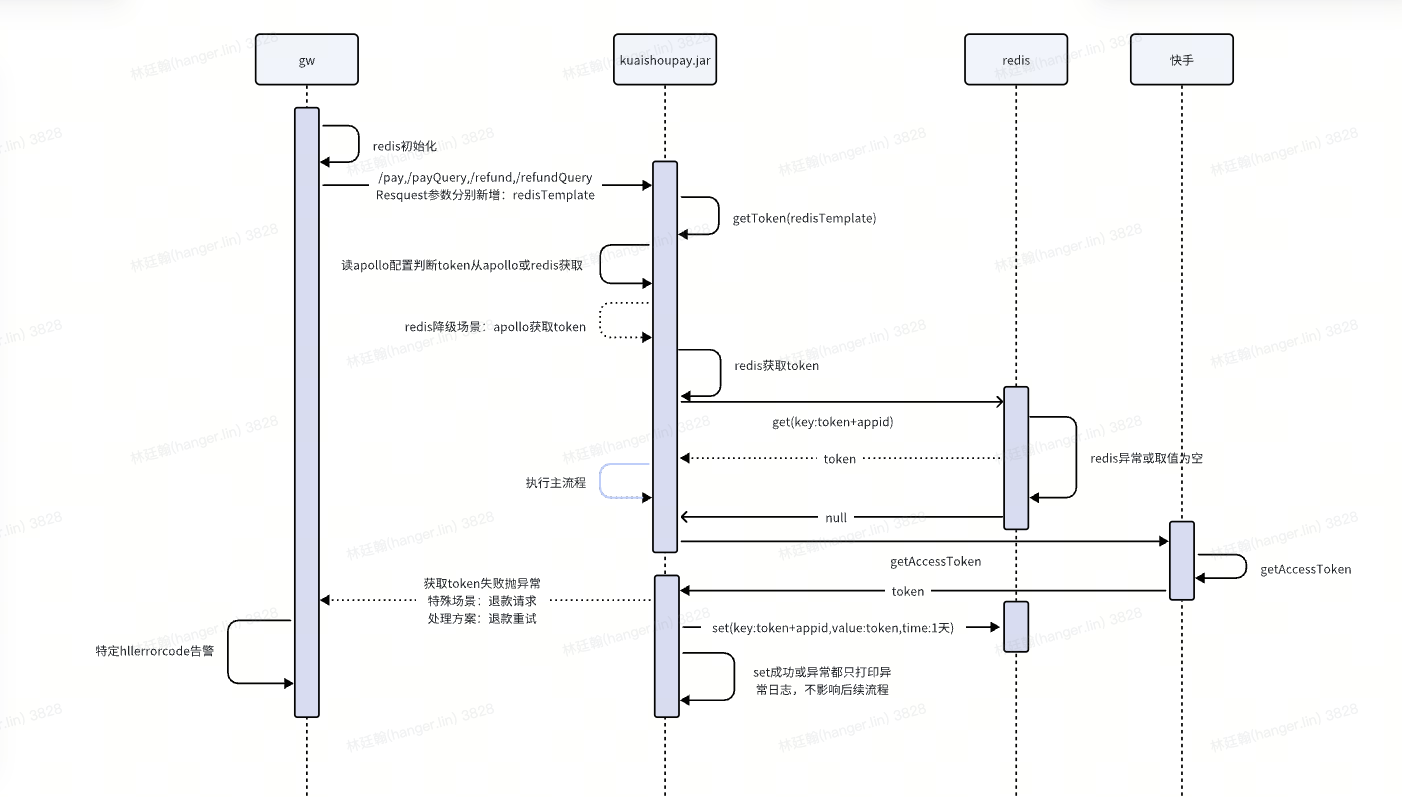 gw
kuaishoupay.jar
redis
快手
redis初始化
/pay,/payQuery,/refund,/refundQuery
Resquest参数分别新增：redisTemplate
getToken(redisTemplate)
读apollo配置判断token从apollo或redis获取
redis降级场景：apollo获取token
redis获取token
get(key:token+appid)
token
redis异常或取值为空
执行主流程
null
getAccessToken
getAccessToken
获取token失败抛异常
特殊场景：退款请求
处理方案：退款重试
token
set(key:token+appid,value:token,time:1天)
特定hllerrorcode告警
set成功或异常都只打印异
常日志，不影响后续流程
林廷翰(hanger.lin) 3828